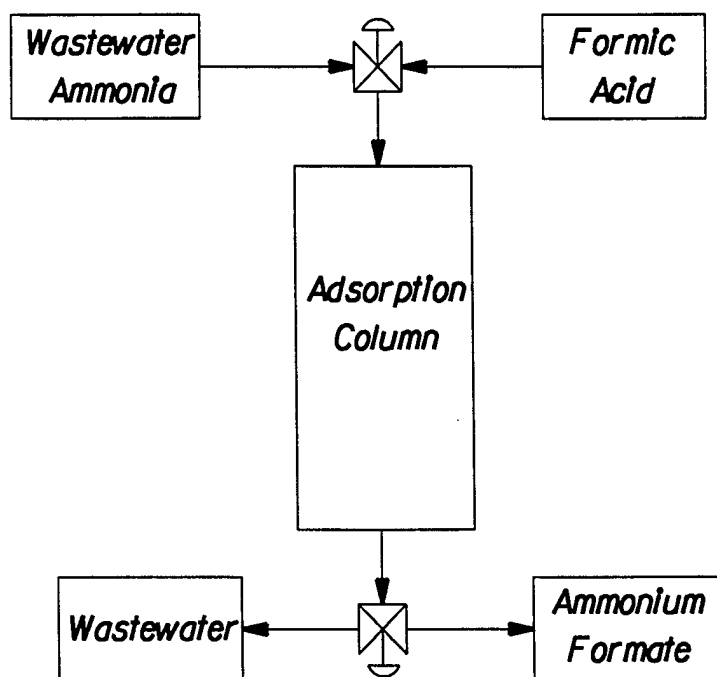 Wastewater
Ammonia
Formic
Acid
Adsorption
Column
Wastewater
Ammonium
Formate